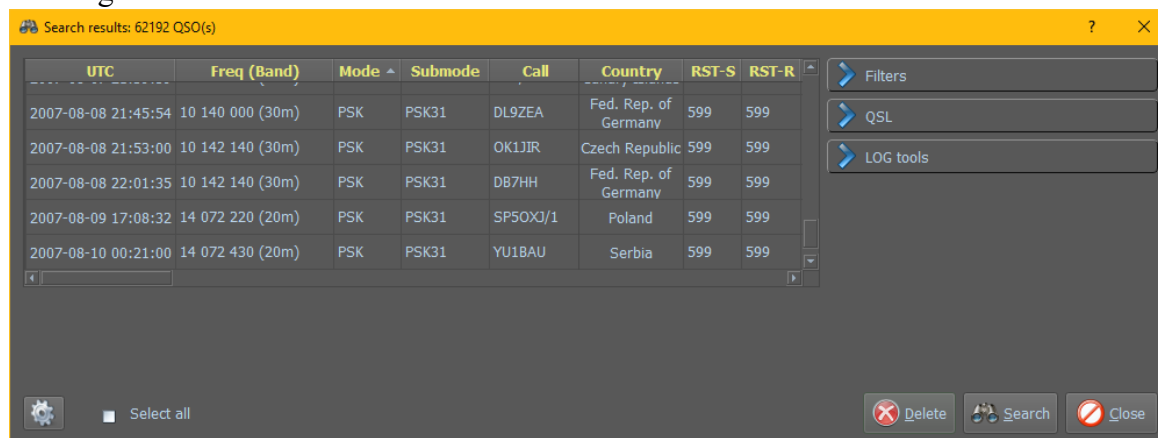 Search results: 62192 QSO(s)
?
UTC Freq (Band) Mode Submode Call Country RST-S RST-R
2007-08-08 21:45:54 10 140 000 (30m) PSK PSK31 DL9ZEA Fed. Rep. of Germany 599 599
2007-08-08 21:53:00 10 142 140 (30m) PSK PSK31 OK1JIR Czech Republic 599 599
2007-08-08 22:01:35 10 142 140 (30m) PSK PSK31 DB7HH Fed. Rep. of Germany 599 599
2007-08-09 17:08:32 14 072 220 (20m) PSK PSK31 SP5OXJ/1 Poland 599 599
2007-08-10 00:21:00 14 072 430 (20m) PSK PSK31 YU1BAU Serbia 599 599
Filters
QSL
LOG tools
Select all
Delete
Search
Close